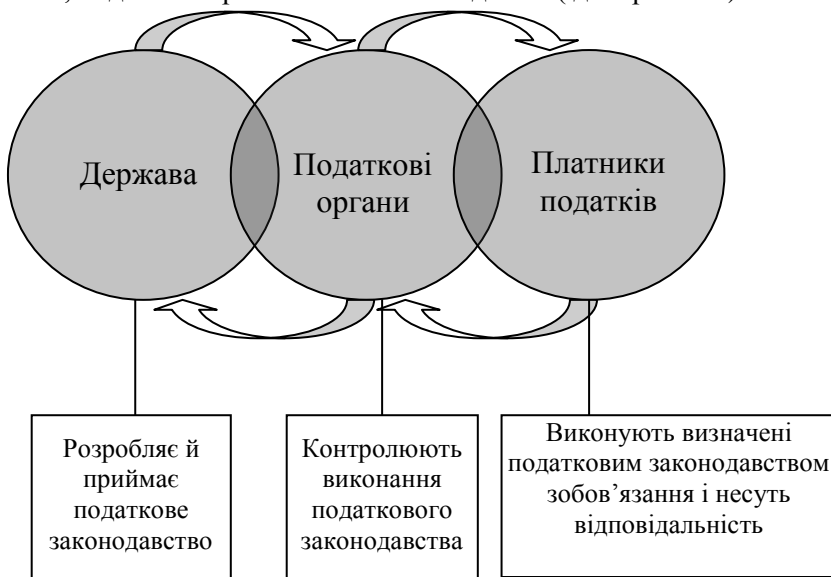 Держава
Податкові
органи
Платники
податків
Розробляє й
приймає
податкове
законодавство
Контролюють
виконання
податкового
законодавства
Виконують визначені
податковим законодавством
зобов’язання і несуть
відповідальність